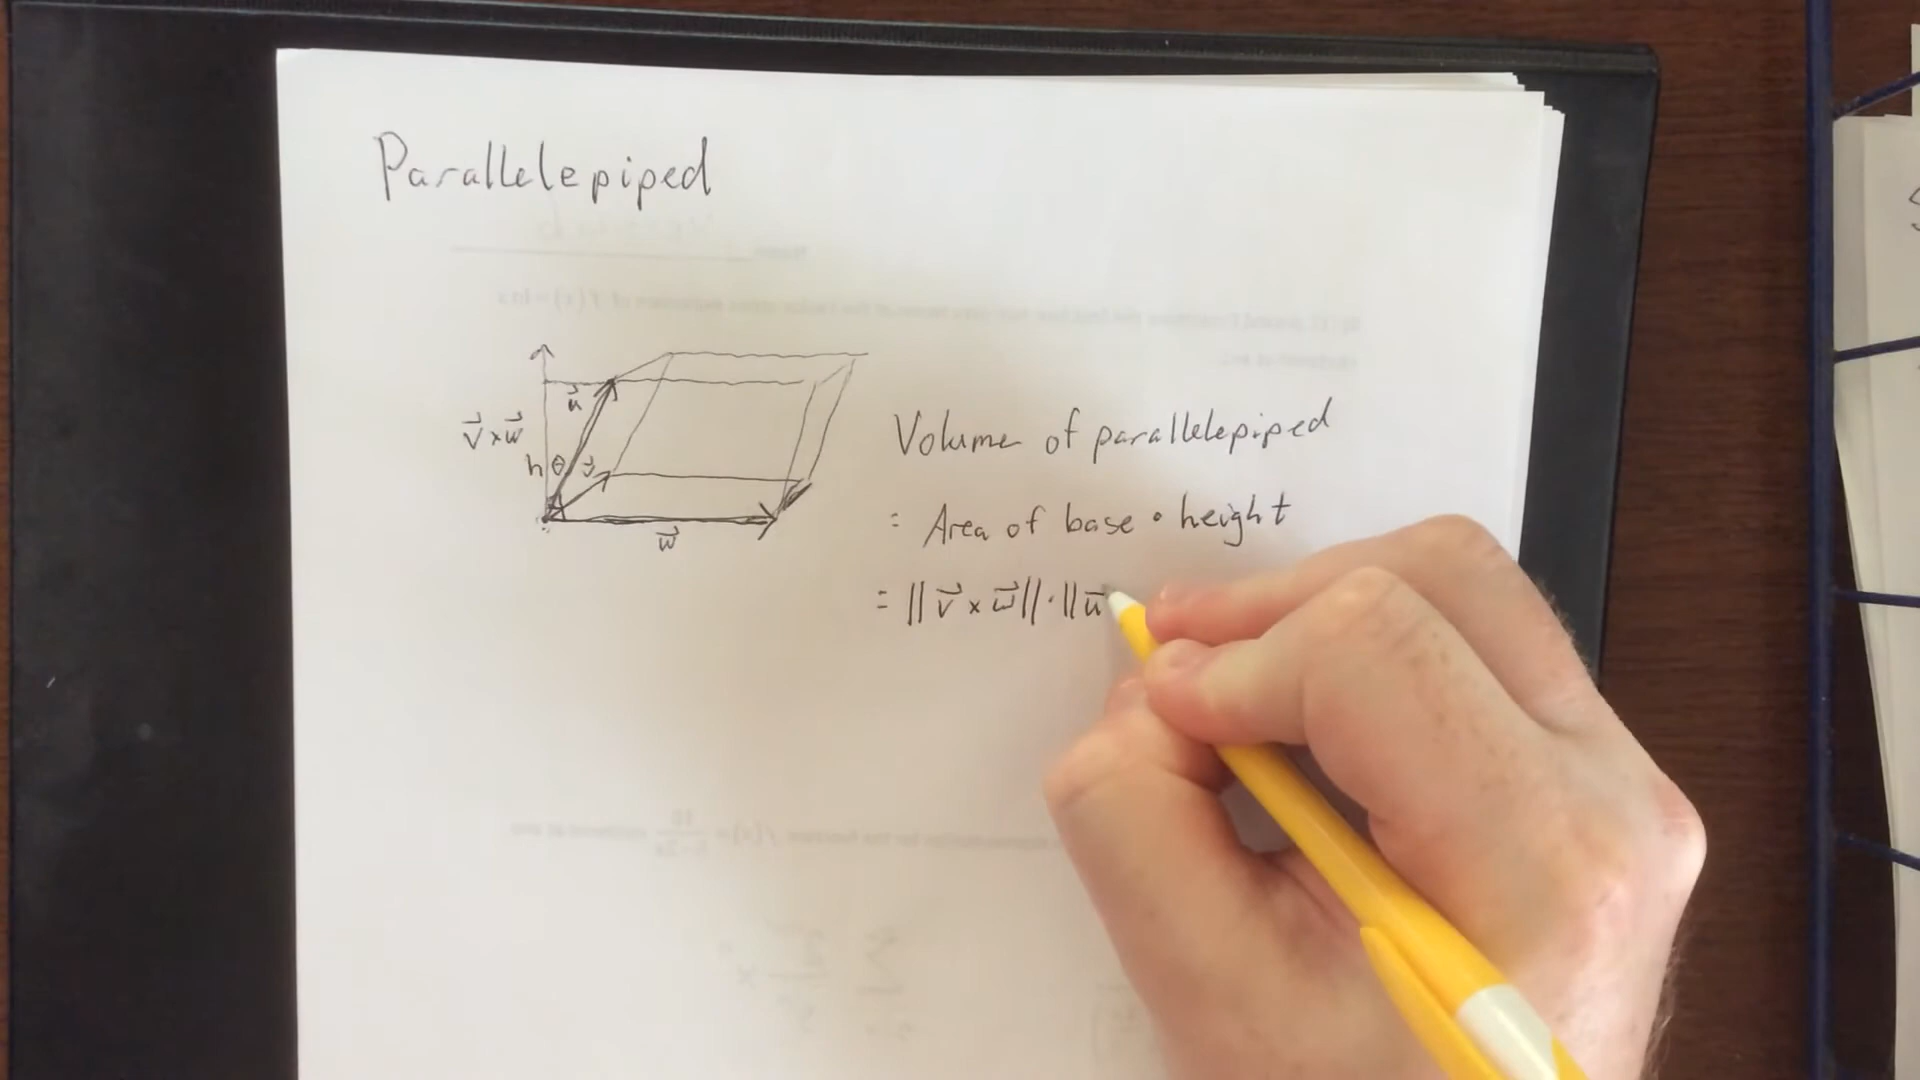 Parallelepiped
u⃗
v⃗ × w⃗
h θ v⃗
w⃗
Volume of parallelepiped
= Area of base • height
= ||v⃗ × w⃗|| · ||u⃗